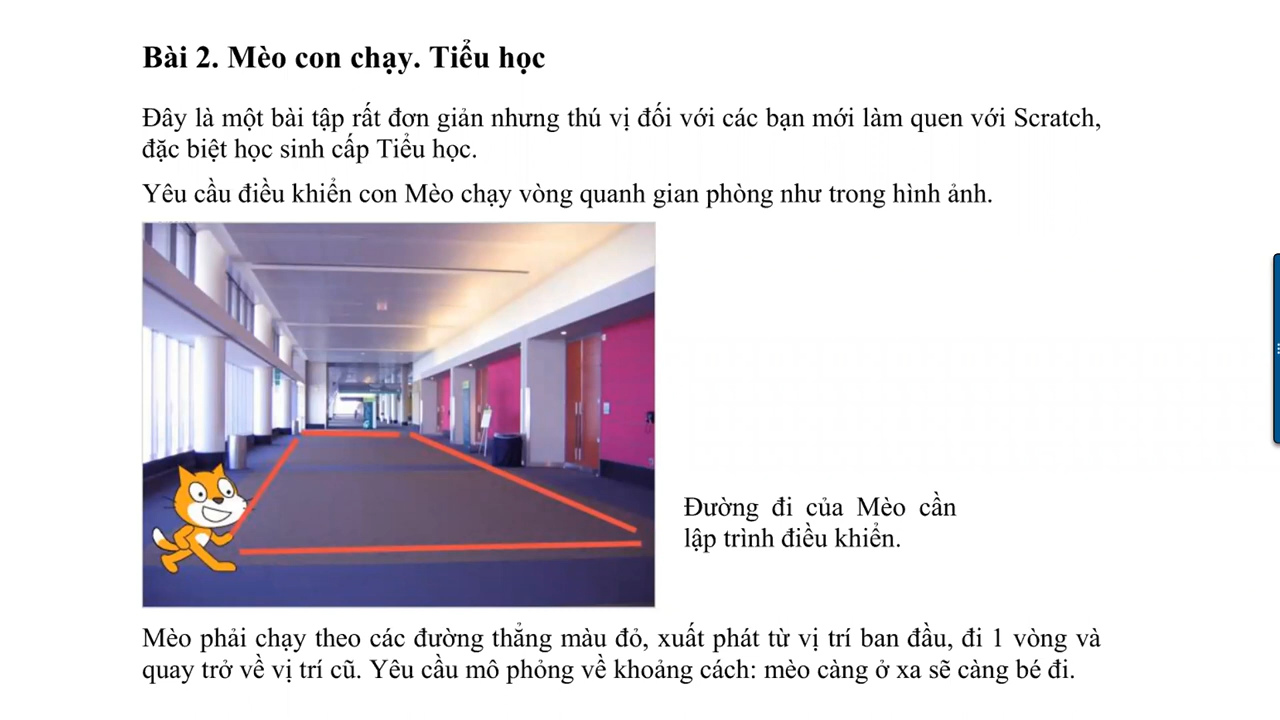 Bài 2. Mèo con chạy. Tiểu học
Đây là một bài tập rất đơn giản nhưng thú vị đối với các bạn mới làm quen với Scratch,
đặc biệt học sinh cấp Tiểu học.
Yêu cầu điều khiển con Mèo chạy vòng quanh gian phòng như trong hình ảnh.
Đường đi của Mèo cần
lập trình điều khiển.
Mèo phải chạy theo các đường thẳng màu đỏ, xuất phát từ vị trí ban đầu, đi 1 vòng và
quay trở về vị trí cũ. Yêu cầu mô phỏng về khoảng cách: mèo càng ở xa sẽ càng bé đi.